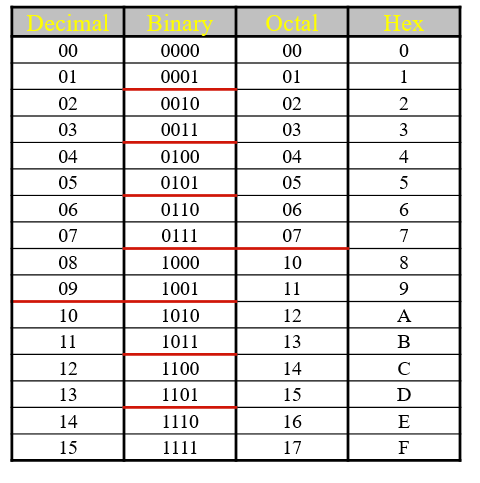 Decimal Binary Octal Hex
00 0000 00 0
01 0001 01 1
02 0010 02 2
03 0011 03 3
04 0100 04 4
05 0101 05 5
06 0110 06 6
07 0111 07 7
08 1000 10 8
09 1001 11 9
10 1010 12 A
11 1011 13 B
12 1100 14 C
13 1101 15 D
14 1110 16 E
15 1111 17 F